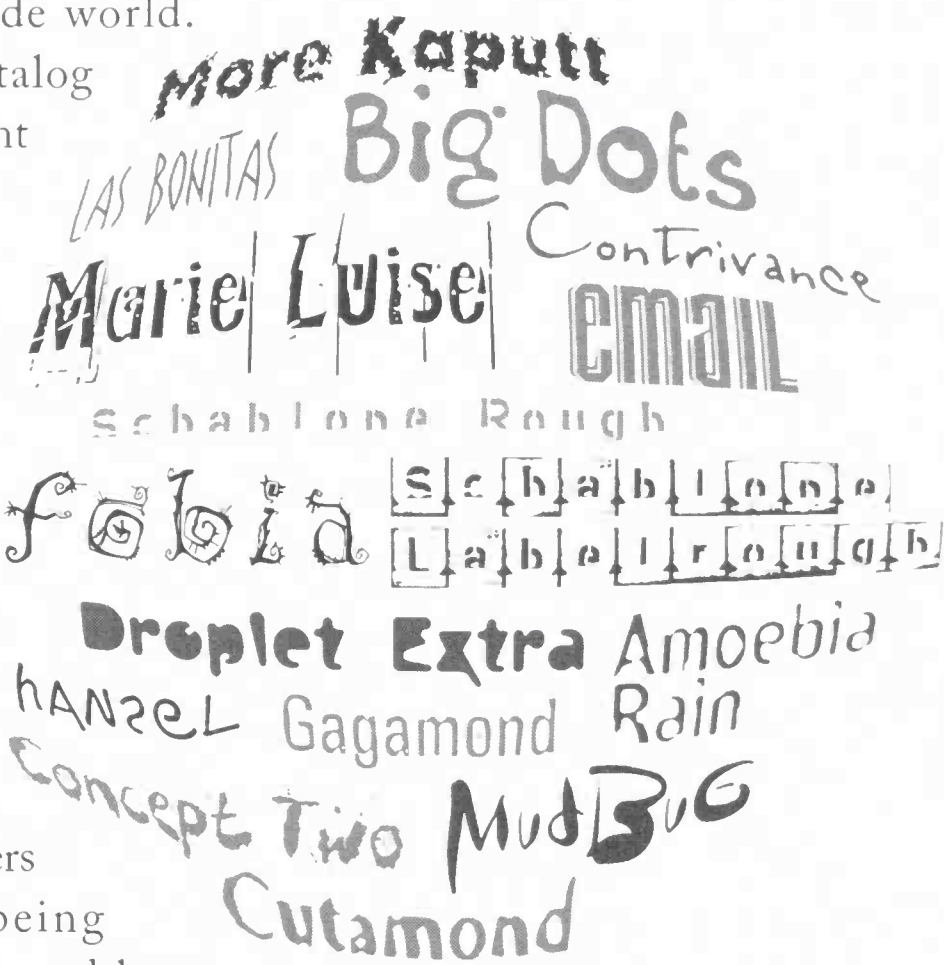 de world.
More Kaputt
talog
Big Dots
nt
LAS BONITAS
Contrivance
Marie Luise
email
Schablone Rough
fobia
Schablone
Labelrough
Droplet Extra
Amoebia
Rain
hANSEL
Gagamond
Concept Two
MudBuG
ers
Cutamond
being